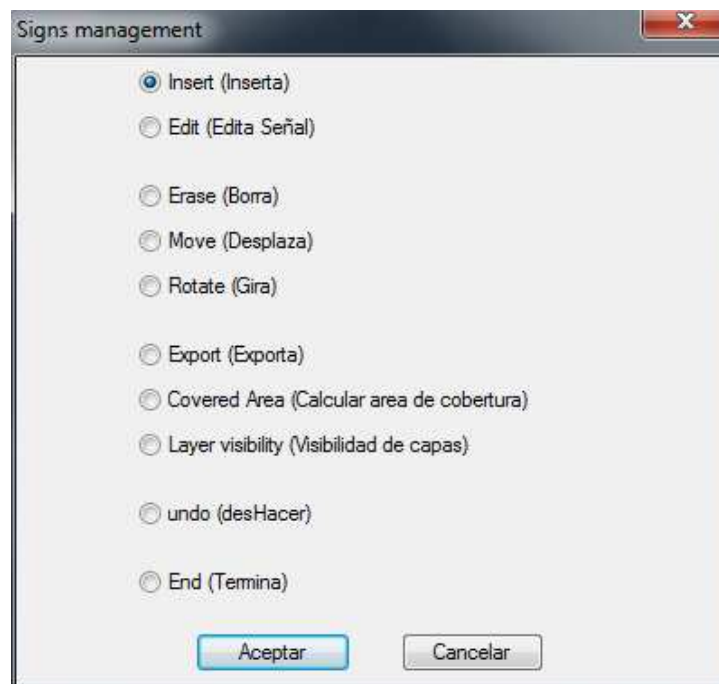 Signs management
Insert (Inserta)
Edit (Edita Señal)
Erase (Borra)
Move (Desplaza)
Rotate (Gira)
Export (Exporta)
Covered Area (Calcular area de cobertura)
Layer visibility (Visibilidad de capas)
undo (desHacer)
End (Termina)
Aceptar Cancelar